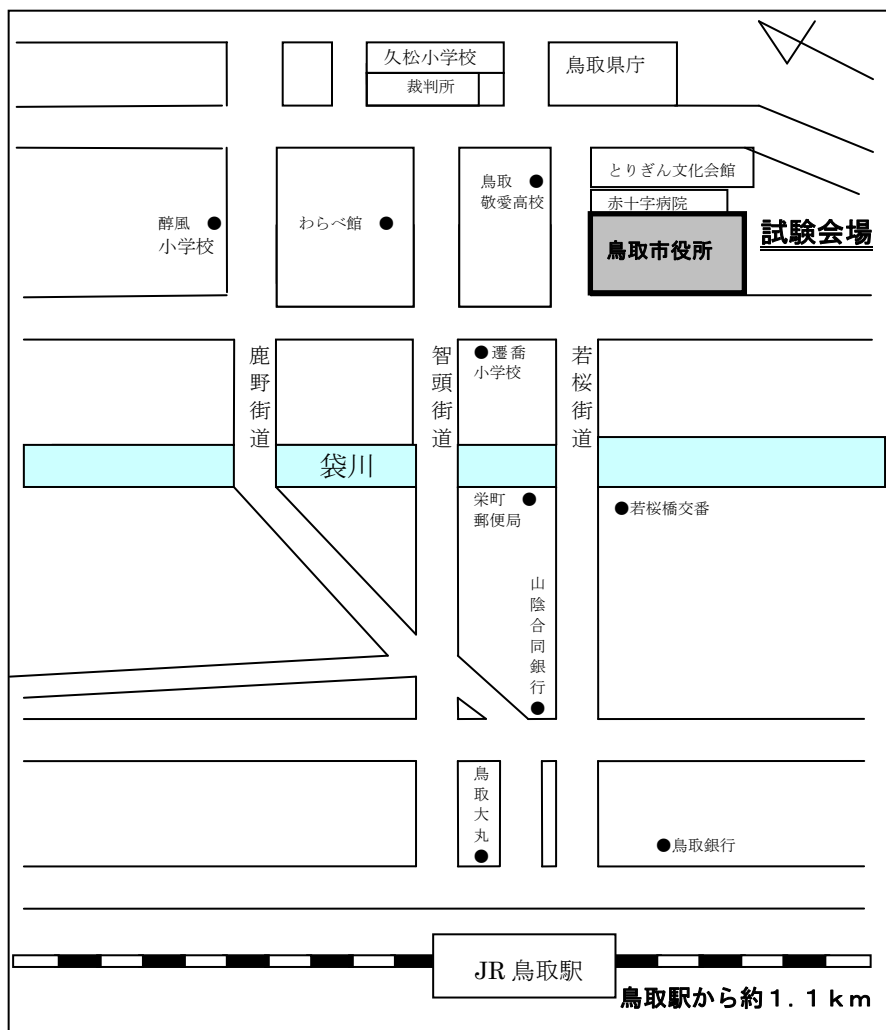 久松小学校
裁判所
鳥取県庁
とりぎん文化会館
鳥取
敬愛高校
赤十字病院
醇風
小学校
わらべ館
鳥取市役所
試験会場
鹿野街道
智頭街道
若桜街道
遷喬
小学校
袋川
栄町
郵便局
若桜橋交番
山陰合同銀行
鳥取大丸
鳥取銀行
JR 鳥取駅
鳥取駅から約1.1km